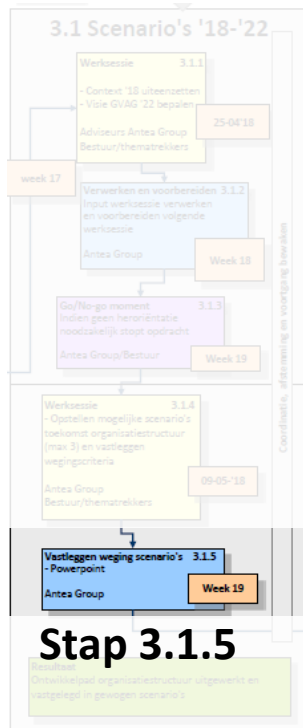 3.1 Scenario's '18-'22
Werksessie 3.1.1
- Context '18 uiteenzetten
- Visie GVAG '22 bepalen
Adviseurs Antea Group
Bestuur/thematrekkers
25-04'18
week 17
Verwerken en voorbereiden 3.1.2
Input werksessie verwerken
en voorbereiden volgende
werksessie
Antea Group
Week 18
Go/No-go moment 3.1.3
Indien geen heroriëntatie
noodzakelijk stopt opdracht
Antea Group/Bestuur
Week 19
Werksessie 3.1.4
- Opstellen mogelijke scenario's
toekomst organisatiestructuur
(max 3) en vastleggen
wegingscriteria
Antea Group
Bestuur/thematrekkers
09-05-'18
Coordinatie, afstemming en voortgang bewaken
Vastleggen weging scenario's 3.1.5
- Powerpoint
Antea Group
Week 19
Stap 3.1.5
Resultaat
Ontwikkelpad organisatiestructuur uitgewerkt en
vastgelegd in gewogen scenario's